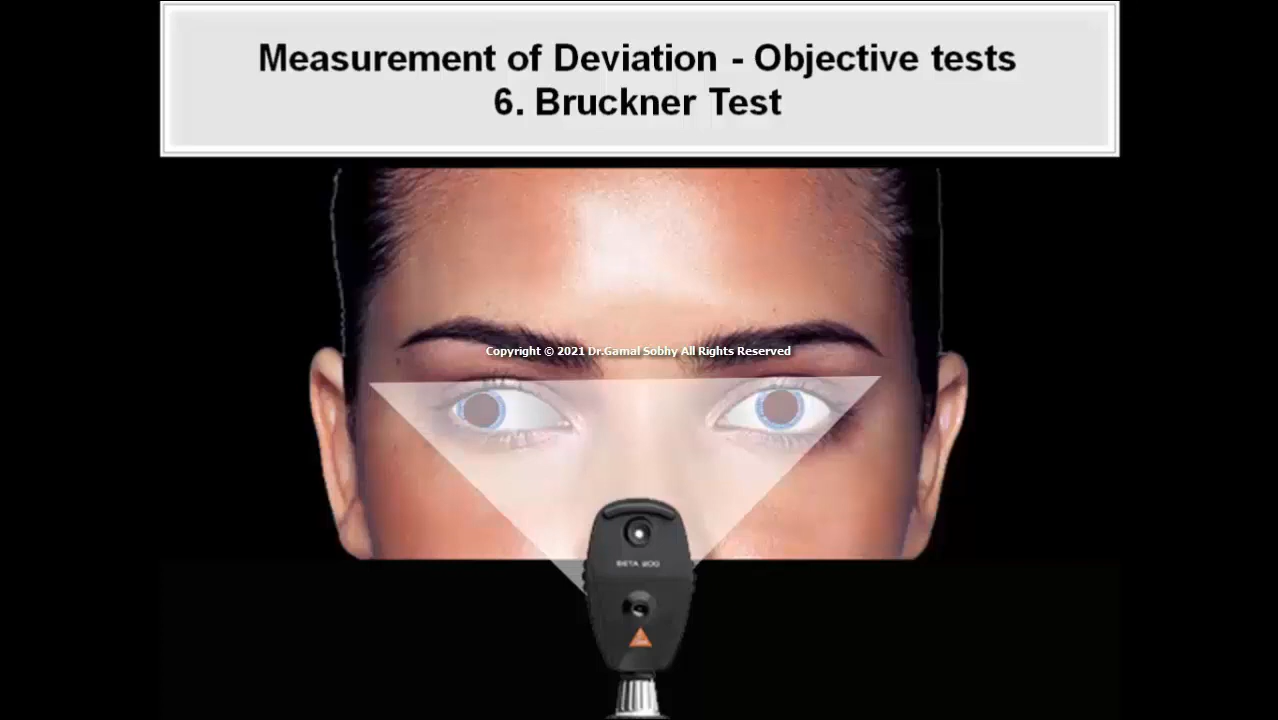 Measurement of Deviation - Objective tests
6. Bruckner Test
Copyright © 2021 Dr.Gamal Sobhy All Rights Reserved
BETA 200